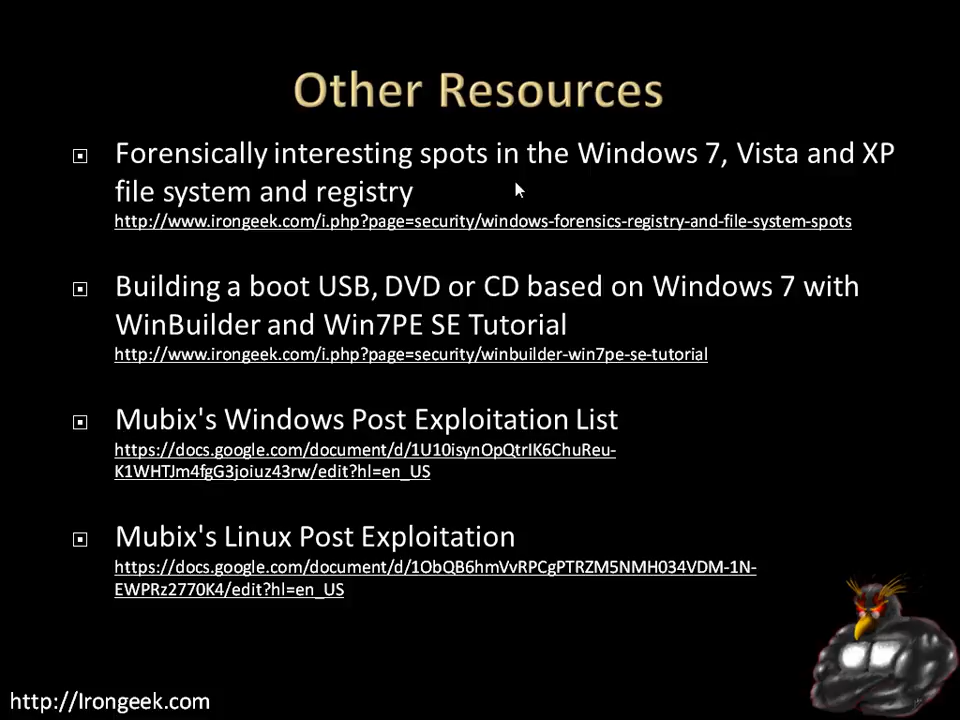 Other Resources
Forensically interesting spots in the Windows 7, Vista and XP
file system and registry
http://www.irongeek.com/i.php?page=security/windows-forensics-registry-and-file-system-spots
Building a boot USB, DVD or CD based on Windows 7 with
WinBuilder and Win7PE SE Tutorial
http://www.irongeek.com/i.php?page=security/winbuilder-win7pe-se-tutorial
Mubix's Windows Post Exploitation List
https://docs.google.com/document/d/1U10isynOpQtrIK6ChuReu-
K1WHTJm4fgG3joiuz43rw/edit?hl=en_US
Mubix's Linux Post Exploitation
https://docs.google.com/document/d/1ObQB6hmVvRPCgPTRZM5NMH034VDM-1N-
EWPRz2770K4/edit?hl=en_US
http://Irongeek.com